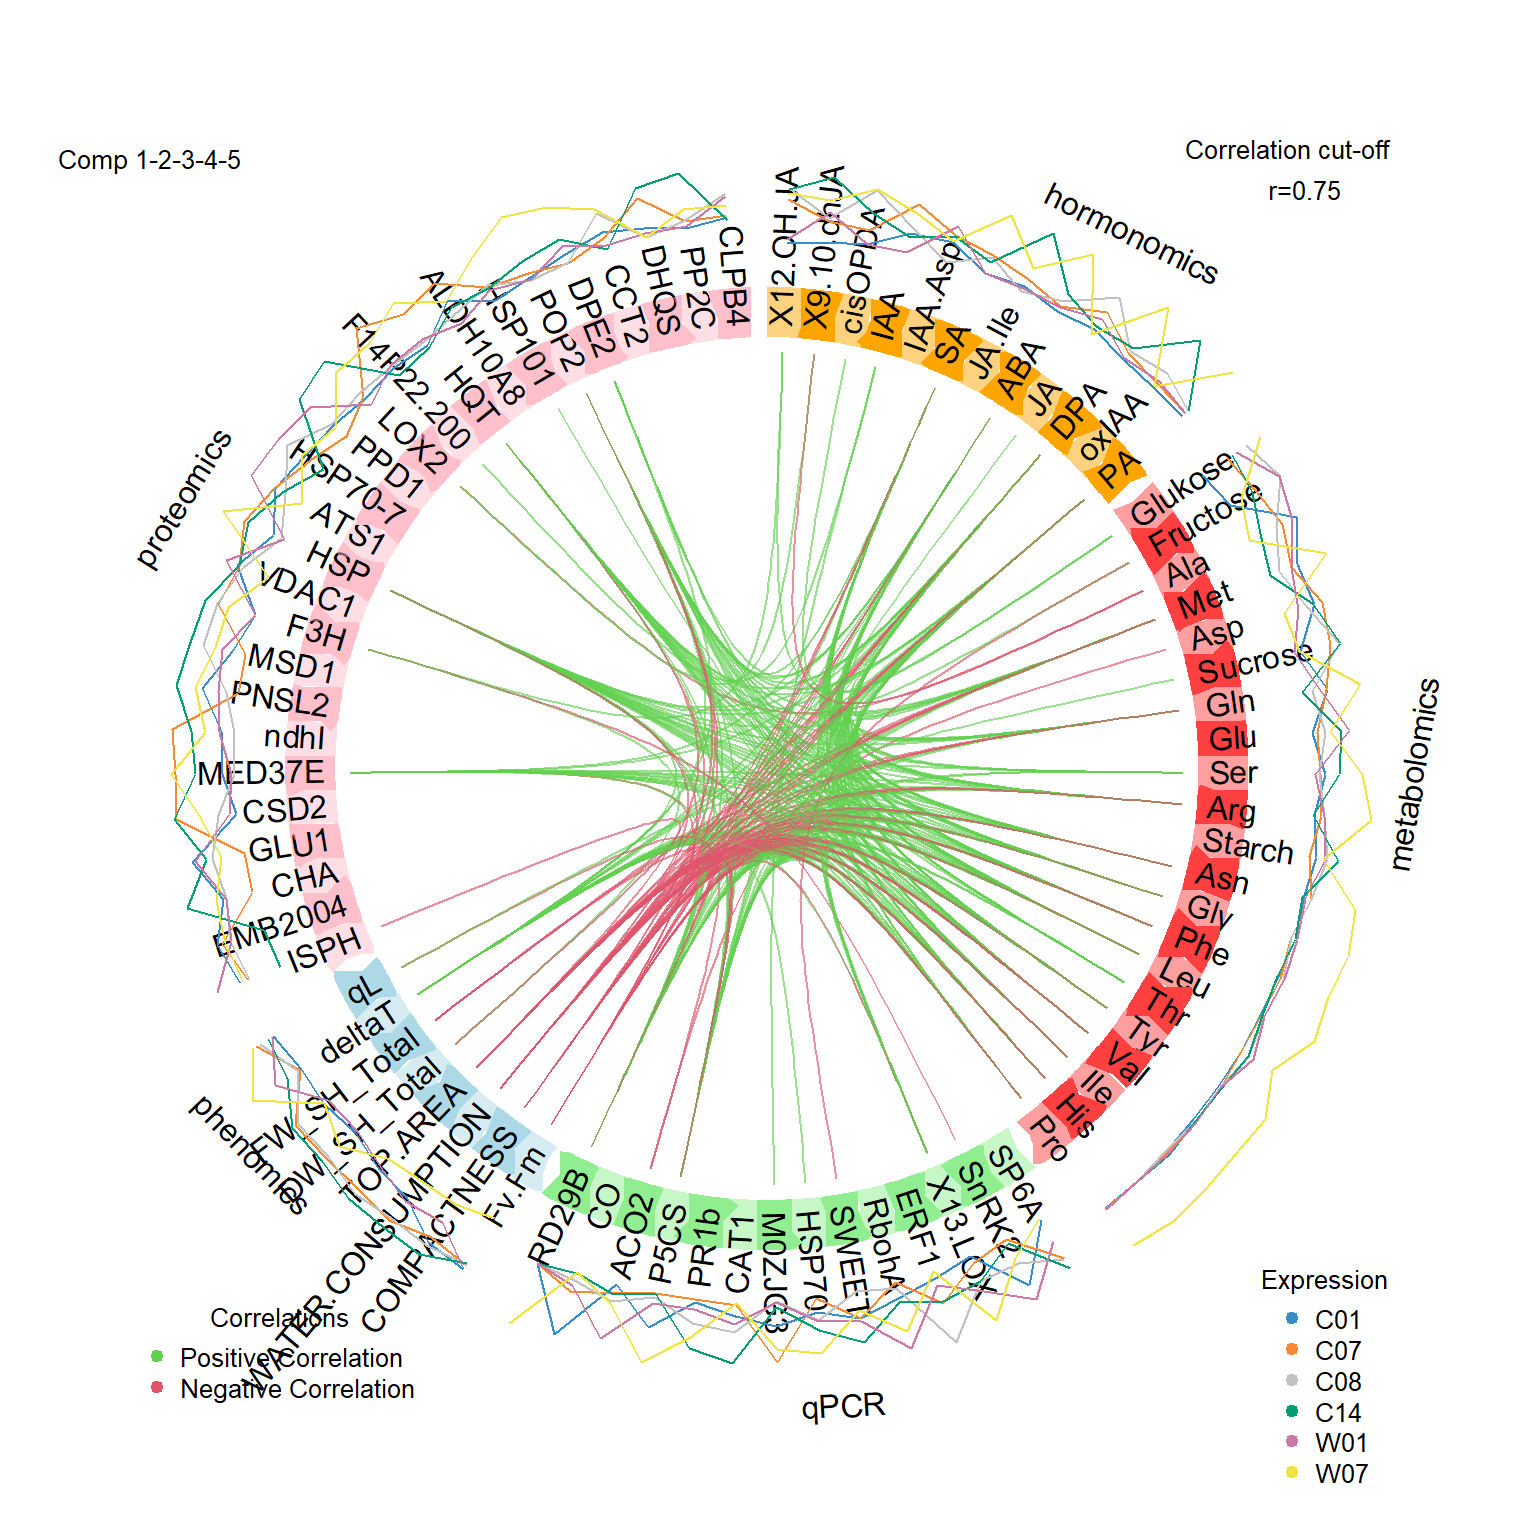 Comp 1-2-3-4-5
Correlation cut-off
r=0.75
hormonomics
X12.OH.JA
X9.10.dhJA
cisOPDA
IAA
IAA.Asp
SA
JA.Ile
ABA
JA
DPA
oxIAA
PA
metabolomics
Glukose
Fructose
Ala
Met
Asp
Sucrose
Gln
Glu
Ser
Arg
Starch
Asn
Gly
Phe
Leu
Thr
Tyr
Val
Ile
His
Pro
qPCR
SP6A
SnRK2
X13.LOX
ERF1
RbohA
SWEET
HSP70
CAT1
PR1b
P5CS
ACO2
CO
RD29B
phenomics
Fv.Fm
COMPACTNESS
WATER.CONSUMPTION
TOP.AREA
DW_SH_Total
FW_SH_Total
deltaT
qL
proteomics
ISPH
EMB2004
CHA
GLU1
CSD2
MED37E
ndhI
PNSL2
MSD1
F3H
VDAC1
HSP
ATS1
HSP70-7
PPD1
LOX2
F14P22.200
HQT
ALDH10A8
POP2
DPE2
CCT2
DHQS
PP2C
CLPB4
Correlations
Positive Correlation
Negative Correlation
Expression
C01
C07
C08
C14
W01
W07